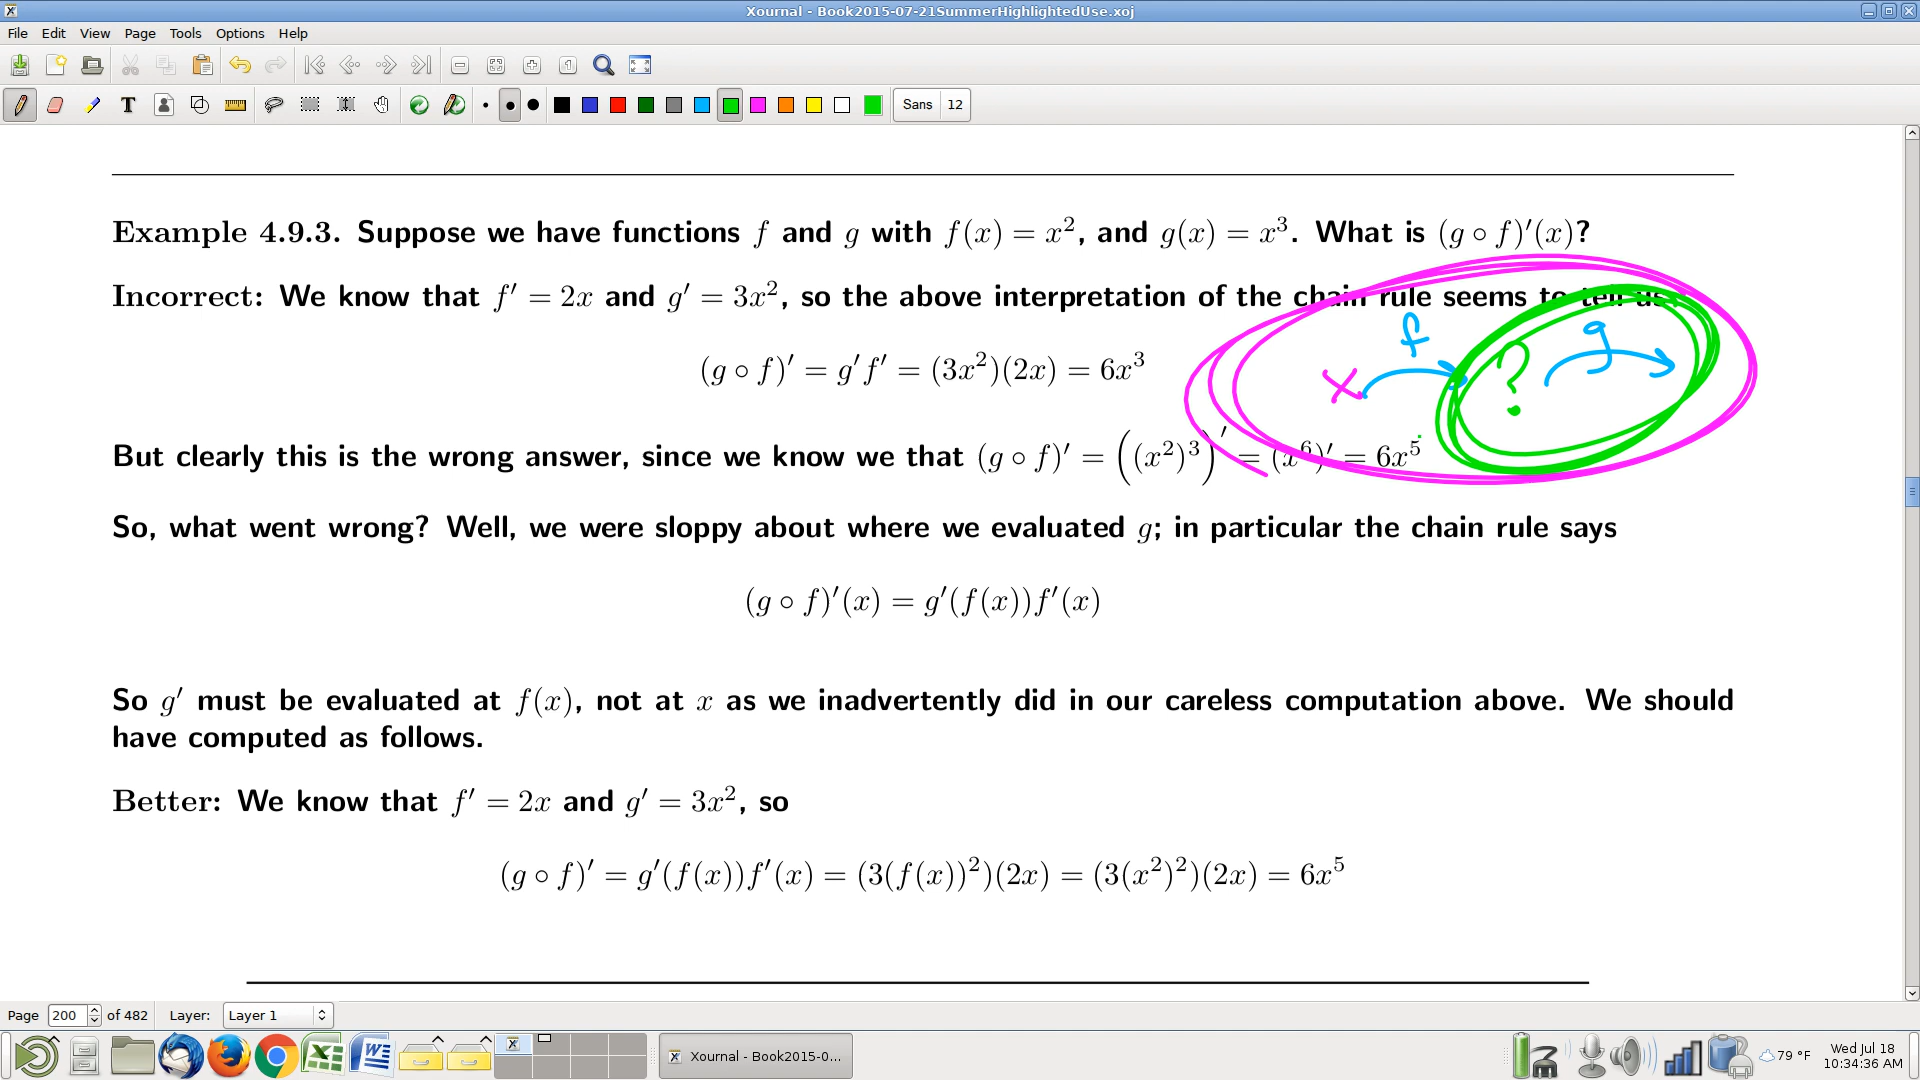 Xournal - Book2015-07-21SummerHighlightedUse.xoj
File Edit View Page Tools Options Help
Sans 12
Example 4.9.3. Suppose we have functions f and g with f(x) = x², and g(x) = x³. What is (g ∘ f)′(x)?
Incorrect: We know that f′ = 2x and g′ = 3x², so the above interpretation of the chain rule seems to tell us
f g
(g ∘ f)′ = g′f′ = (3x²)(2x) = 6x³
x ?
But clearly this is the wrong answer, since we know we that (g ∘ f)′ = ((x²)³)′ = (x⁶)′ = 6x⁵
So, what went wrong? Well, we were sloppy about where we evaluated g; in particular the chain rule says
(g ∘ f)′(x) = g′(f(x))f′(x)
So g′ must be evaluated at f(x), not at x as we inadvertently did in our careless computation above. We should
have computed as follows.
Better: We know that f′ = 2x and g′ = 3x², so
(g ∘ f)′ = g′(f(x))f′(x) = (3(f(x))²)(2x) = (3(x²)²)(2x) = 6x⁵
Page 200 of 482 Layer: Layer 1
Xournal - Book2015-0...
79 °F
Wed Jul 18
10:34:36 AM